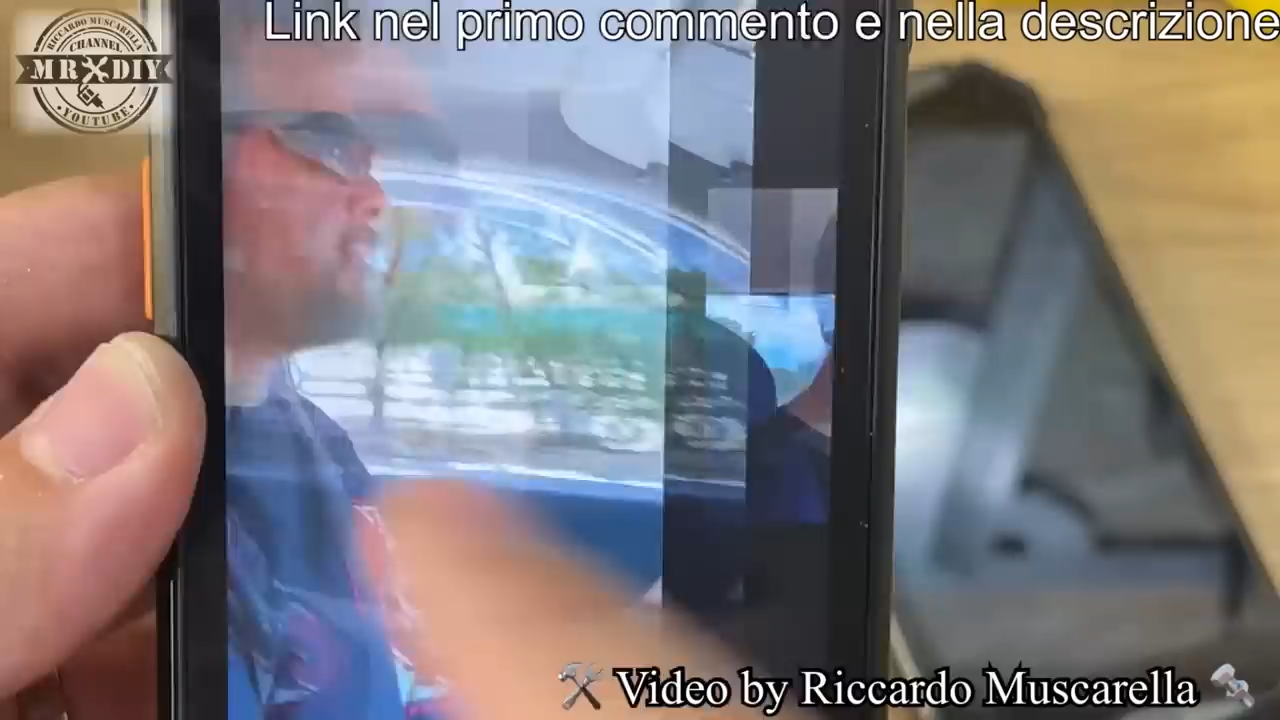 Link nel primo commento e nella descrizione
RICCARDO MUSCARELLA
CHANNEL
MR DIY
YOUTUBE
Video by Riccardo Muscarella